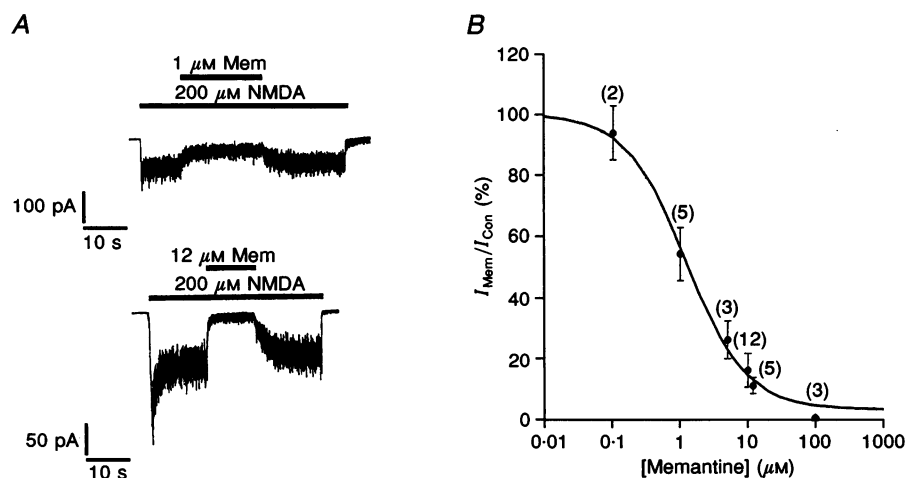 A
1 μM Mem
200 μM NMDA
100 pA
10 s
12 μM Mem
200 μM NMDA
50 pA
10 s
B
120
100
80
60
40
20
0
I_Mem/I_Con (%)
(2)
(5)
(3)
(12)
(5)
(3)
0·01
0·1
1
10
100
1000
[Memantine] (μM)